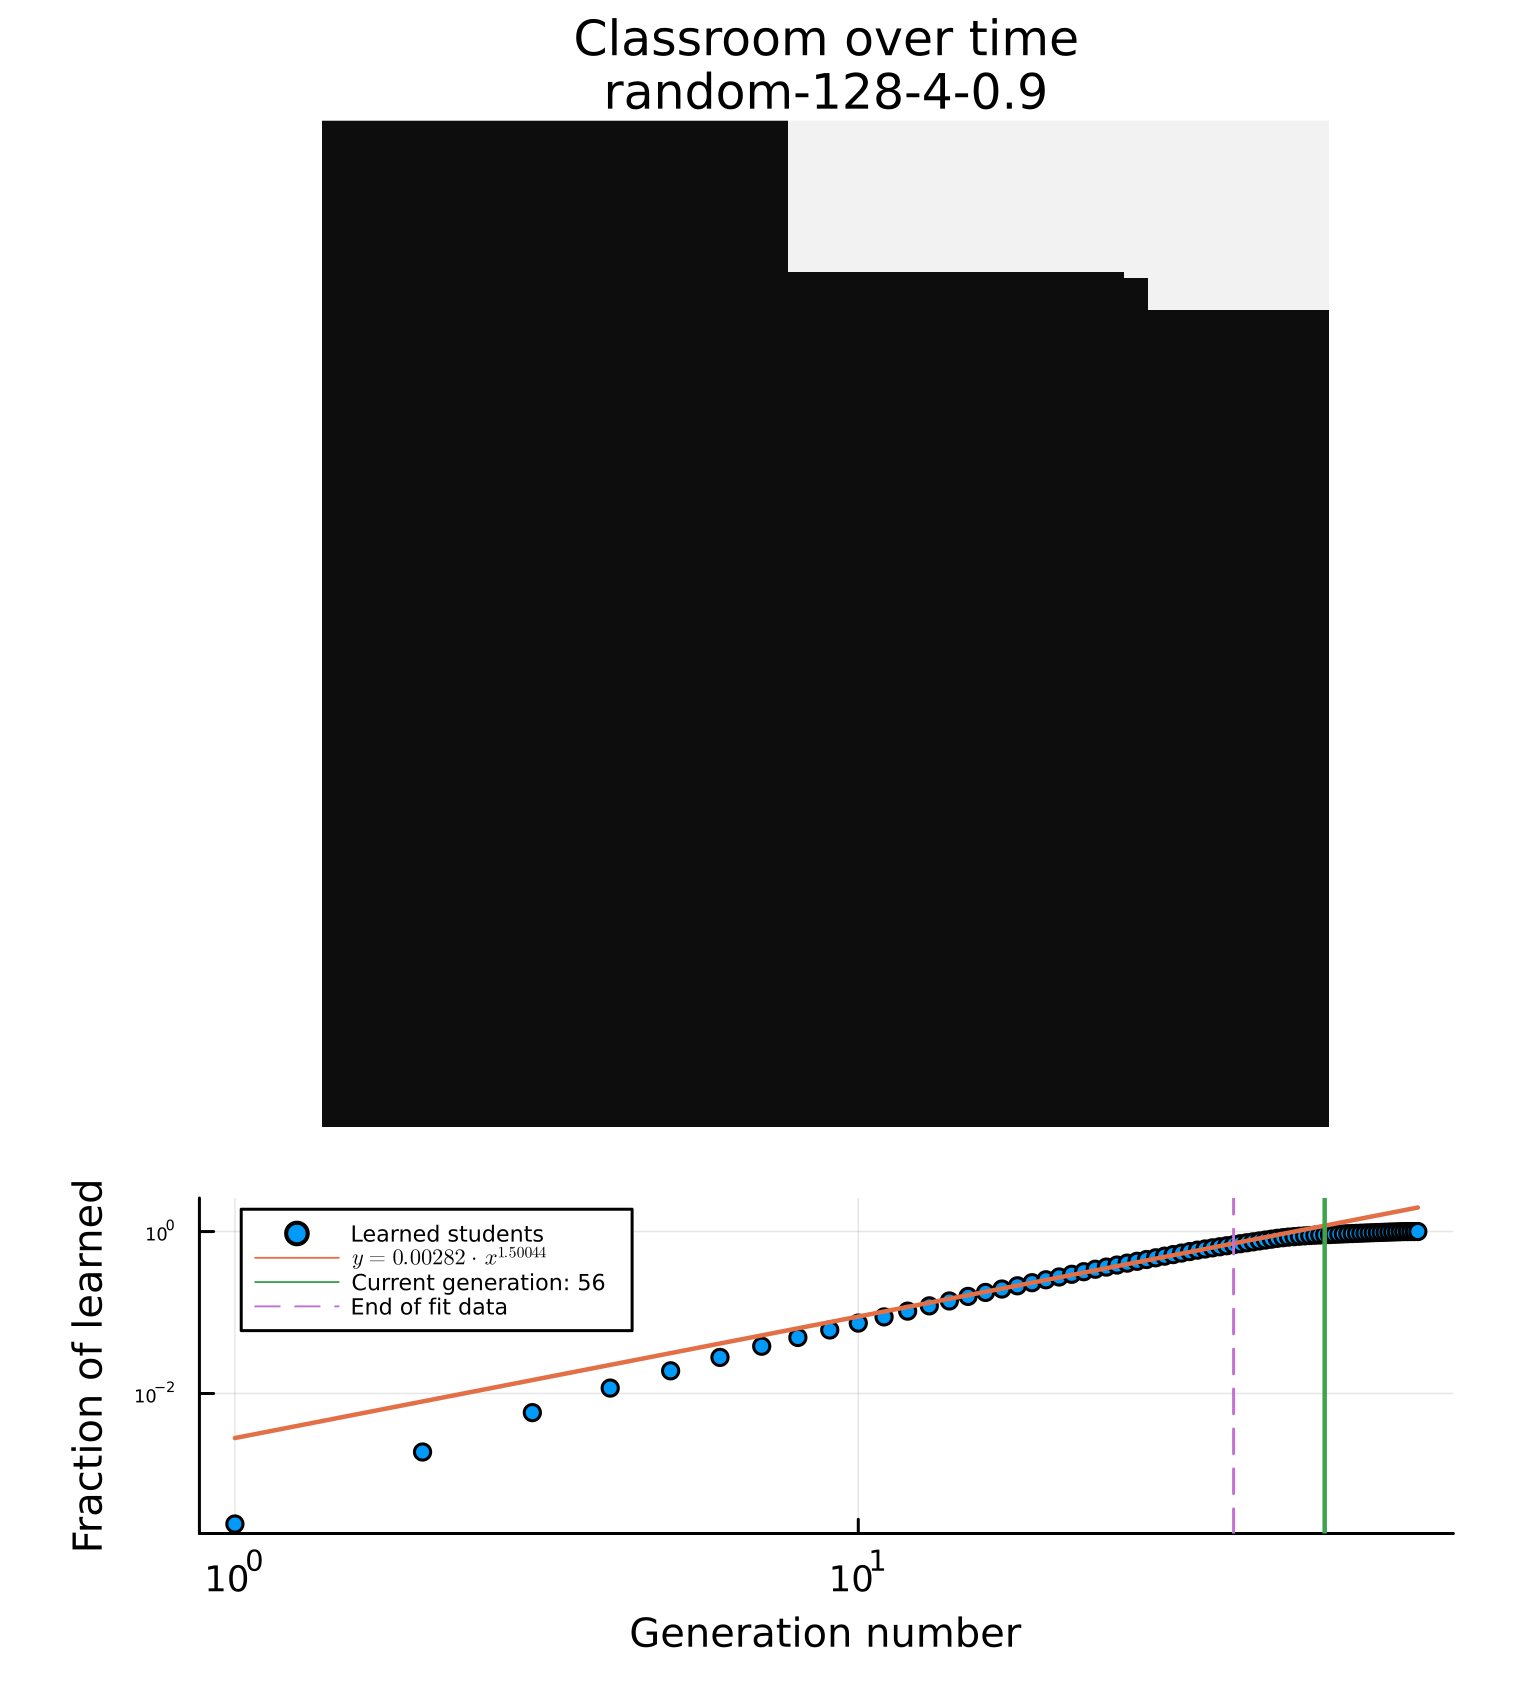 Classroom over time
random-128-4-0.9
Fraction of learned
10^0
10^-2
Learned students
y = 0.00282 · x^1.50044
Current generation: 56
End of fit data
10^0
10^1
Generation number